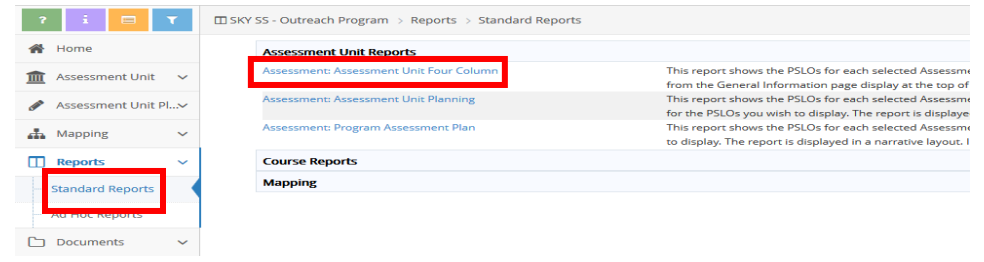 ? i
SKY SS - Outreach Program > Reports > Standard Reports
Home
Assessment Unit
Assessment Unit Pl...
Mapping
Reports
Standard Reports
Ad Hoc Reports
Documents
Assessment Unit Reports
Assessment: Assessment Unit Four Column
This report shows the PSLOs for each selected Assessme
from the General Information page display at the top of
Assessment: Assessment Unit Planning
This report shows the PSLOs for each selected Assessme
for the PSLOs you wish to display. The report is displaye
Assessment: Program Assessment Plan
This report shows the PSLOs for each selected Assessme
to display. The report is displayed in a narrative layout. I
Course Reports
Mapping